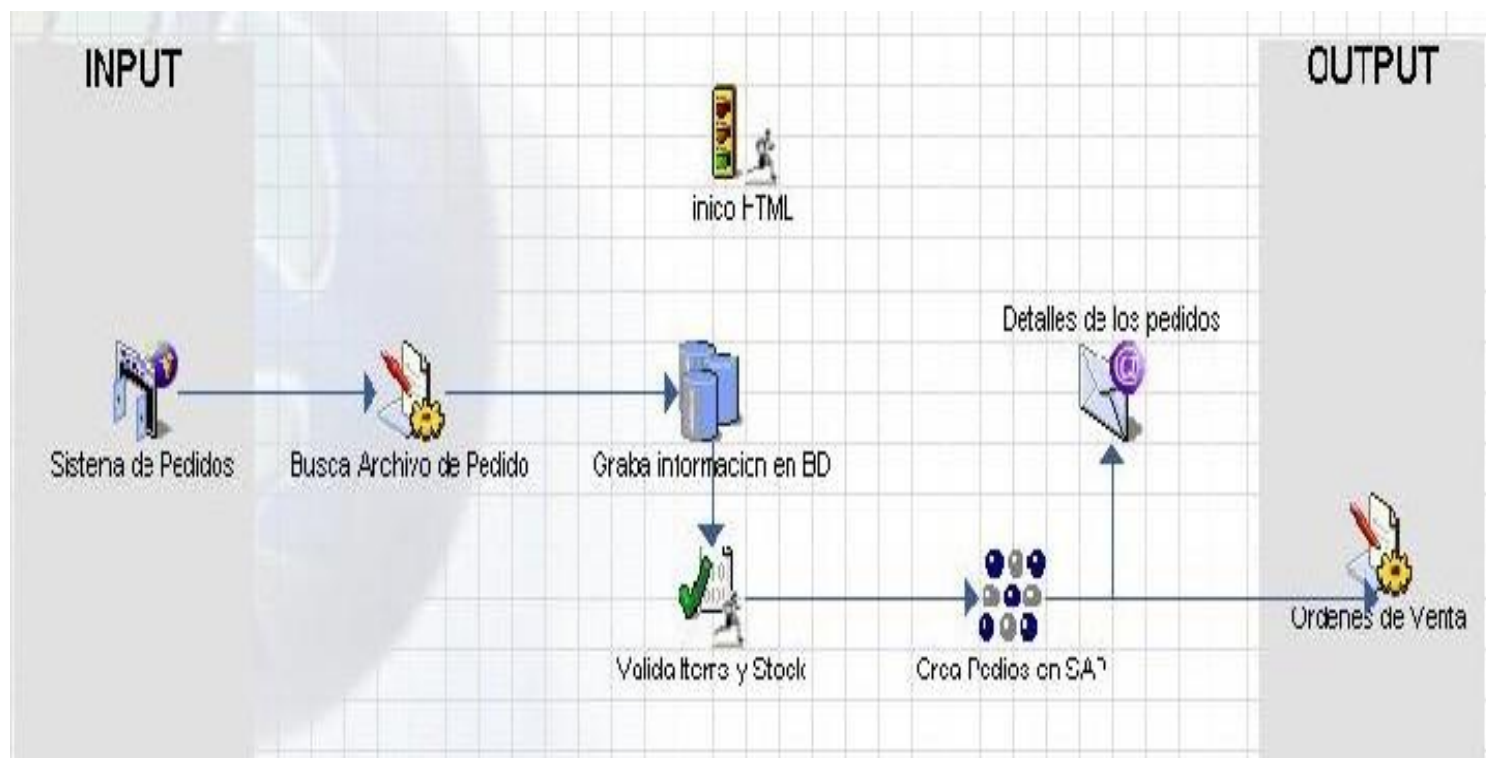 INPUT
OUTPUT
inico HTML
Detalles de los pedidos
Sistema de Pedidos
Busca Archivo de Pedido
Graba informacion en BD
Ordenes de Venta
Valida Items y Stock
Crea Pedios en SAP